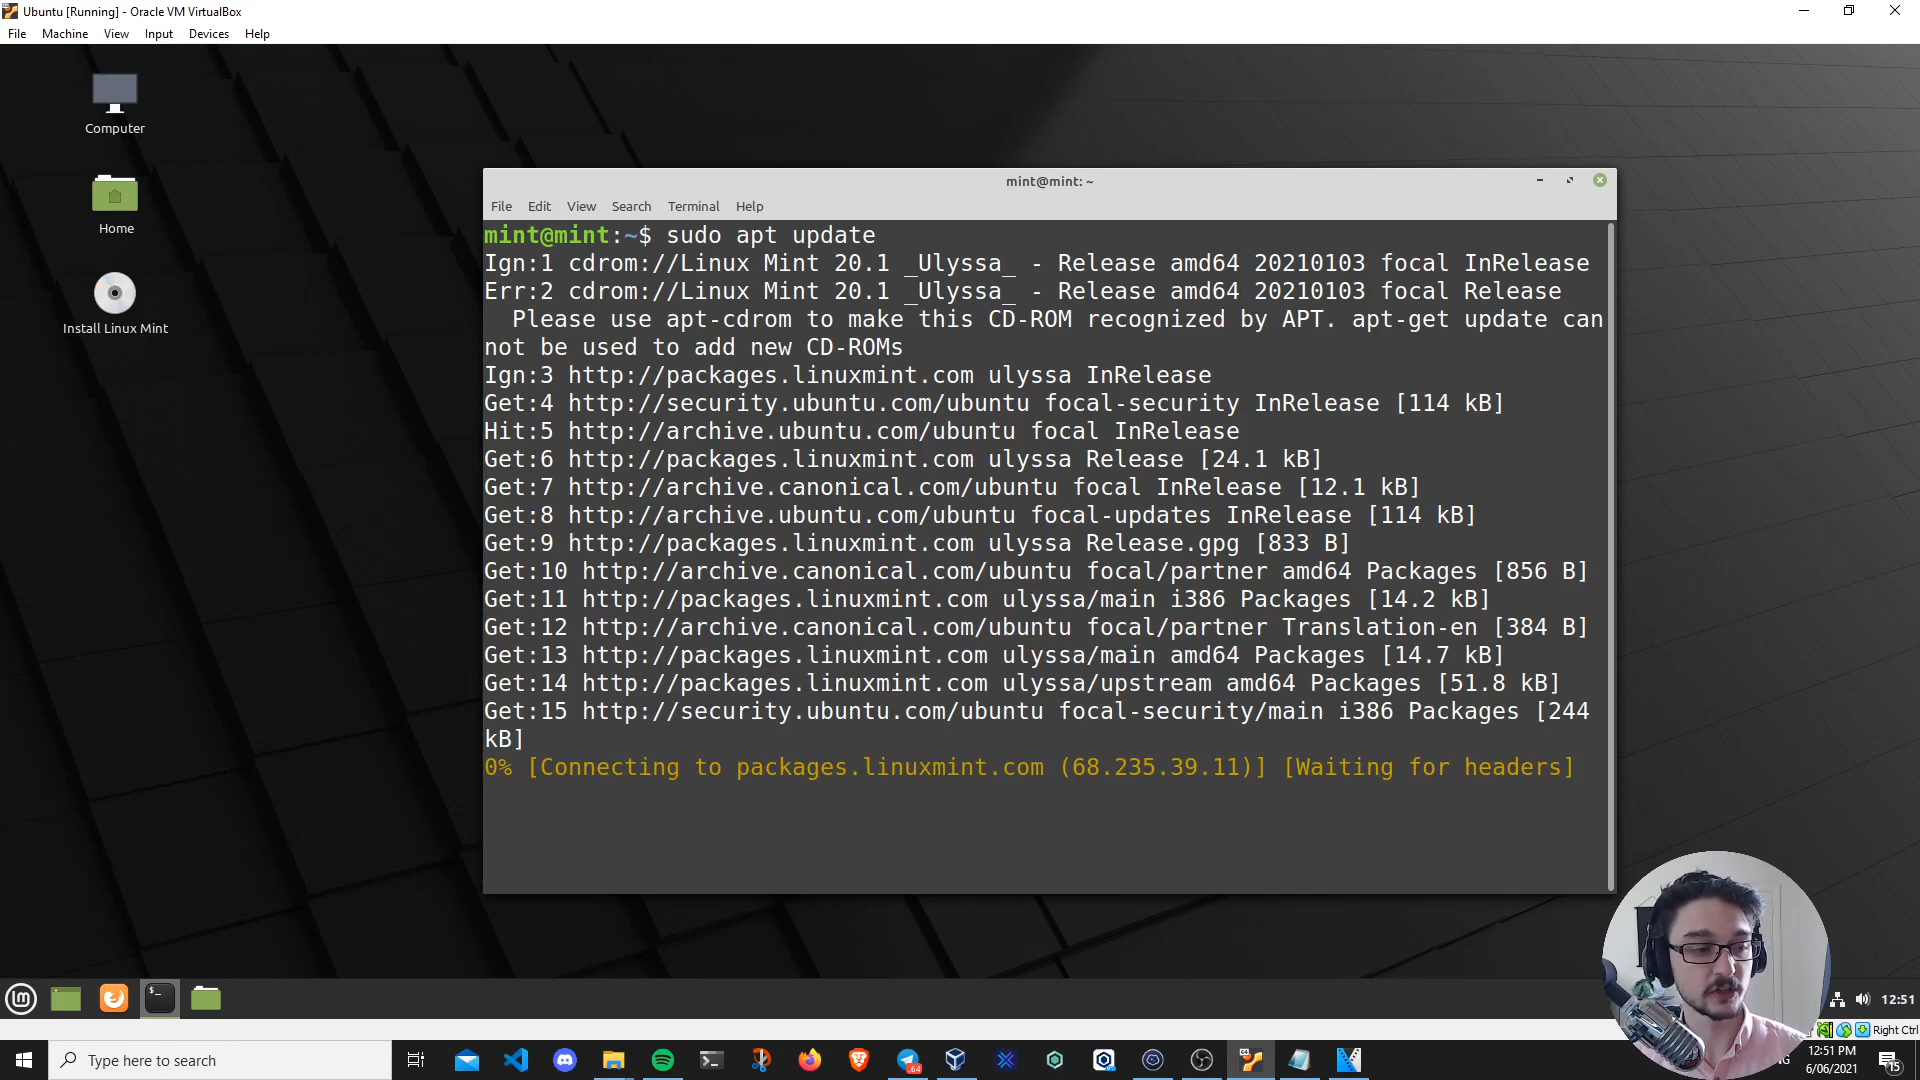 Ubuntu [Running] - Oracle VM VirtualBox
File Machine View Input Devices Help
Computer
Home
Install Linux Mint
mint@mint: ~
File Edit View Search Terminal Help
mint@mint:~$ sudo apt update
Ign:1 cdrom://Linux Mint 20.1 _Ulyssa_ - Release amd64 20210103 focal InRelease
Err:2 cdrom://Linux Mint 20.1 _Ulyssa_ - Release amd64 20210103 focal Release
Please use apt-cdrom to make this CD-ROM recognized by APT. apt-get update can
not be used to add new CD-ROMs
Ign:3 http://packages.linuxmint.com ulyssa InRelease
Get:4 http://security.ubuntu.com/ubuntu focal-security InRelease [114 kB]
Hit:5 http://archive.ubuntu.com/ubuntu focal InRelease
Get:6 http://packages.linuxmint.com ulyssa Release [24.1 kB]
Get:7 http://archive.canonical.com/ubuntu focal InRelease [12.1 kB]
Get:8 http://archive.ubuntu.com/ubuntu focal-updates InRelease [114 kB]
Get:9 http://packages.linuxmint.com ulyssa Release.gpg [833 B]
Get:10 http://archive.canonical.com/ubuntu focal/partner amd64 Packages [856 B]
Get:11 http://packages.linuxmint.com ulyssa/main i386 Packages [14.2 kB]
Get:12 http://archive.canonical.com/ubuntu focal/partner Translation-en [384 B]
Get:13 http://packages.linuxmint.com ulyssa/main amd64 Packages [14.7 kB]
Get:14 http://packages.linuxmint.com ulyssa/upstream amd64 Packages [51.8 kB]
Get:15 http://security.ubuntu.com/ubuntu focal-security/main i386 Packages [244
kB]
0% [Connecting to packages.linuxmint.com (68.235.39.11)] [Waiting for headers]
12:51
Right Ctrl
Type here to search
12:51 PM
6/06/2021
15